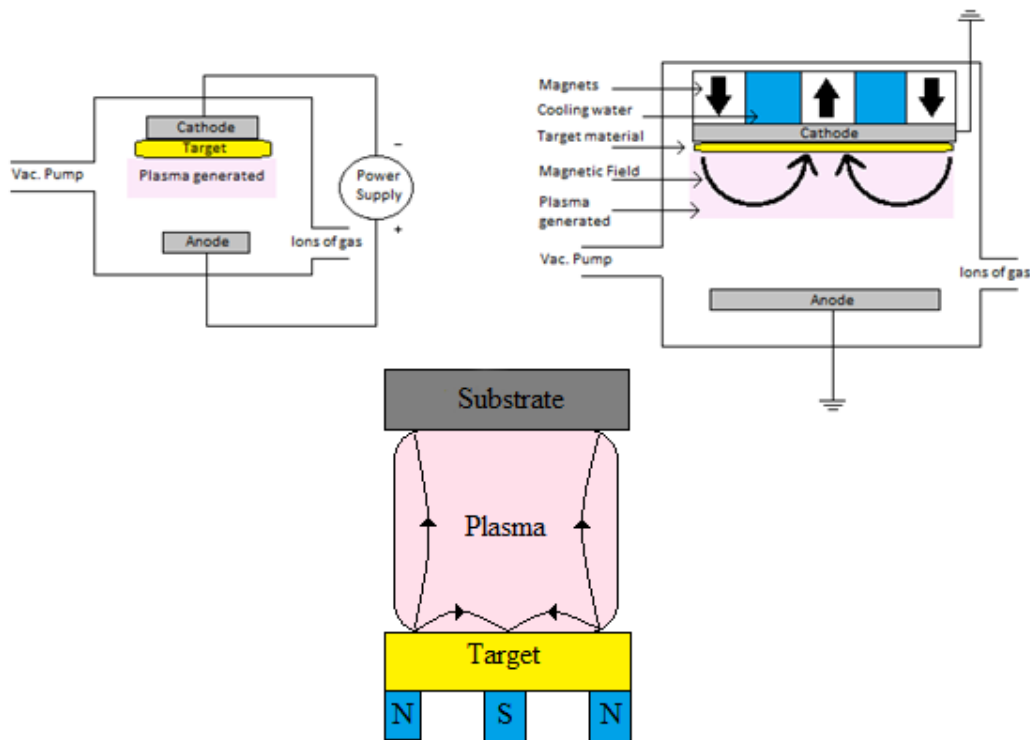 Cathode
Target
Plasma generated
Vac. Pump
Anode
Ions of gas
−
Power
Supply
+
Magnets
Cooling water
Cathode
Target material
Magnetic Field
Plasma
generated
Vac. Pump
Ions of gas
Anode
Substrate
Plasma
Target
N S N